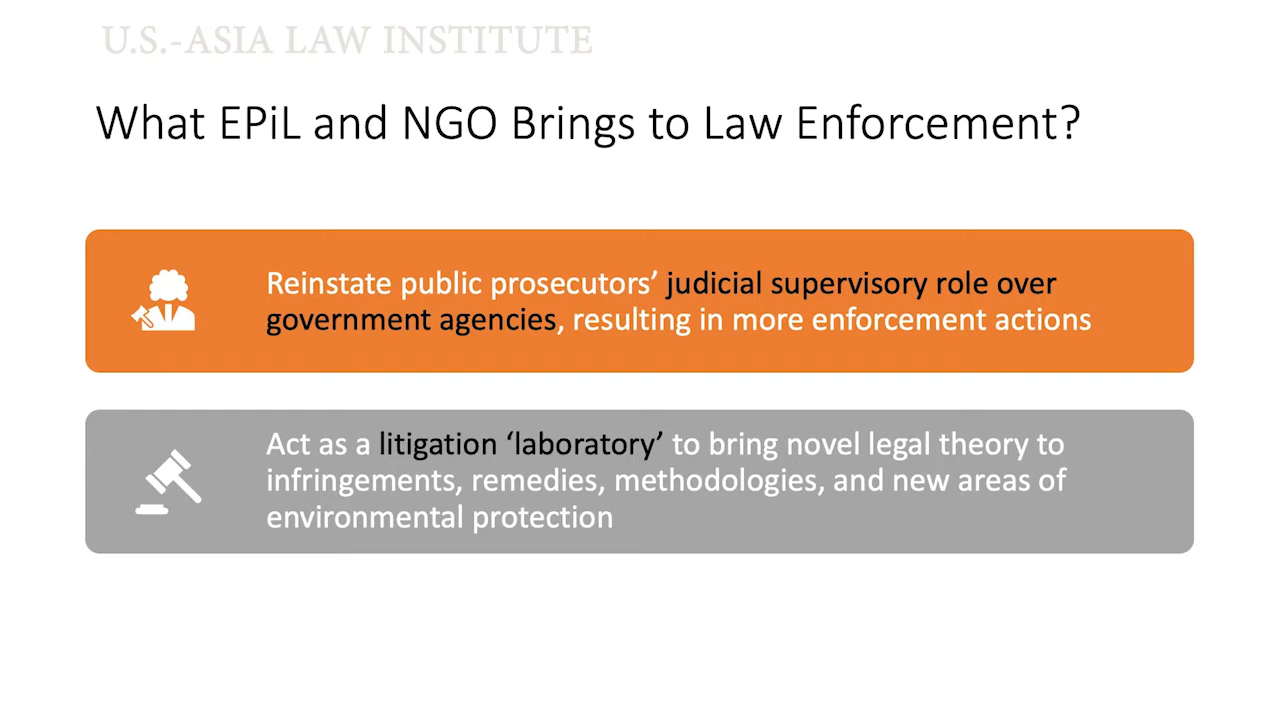 U.S.-ASIA LAW INSTITUTE
What EPiL and NGO Brings to Law Enforcement?
Reinstate public prosecutors’ judicial supervisory role over
government agencies, resulting in more enforcement actions
Act as a litigation ‘laboratory’ to bring novel legal theory to
infringements, remedies, methodologies, and new areas of
environmental protection